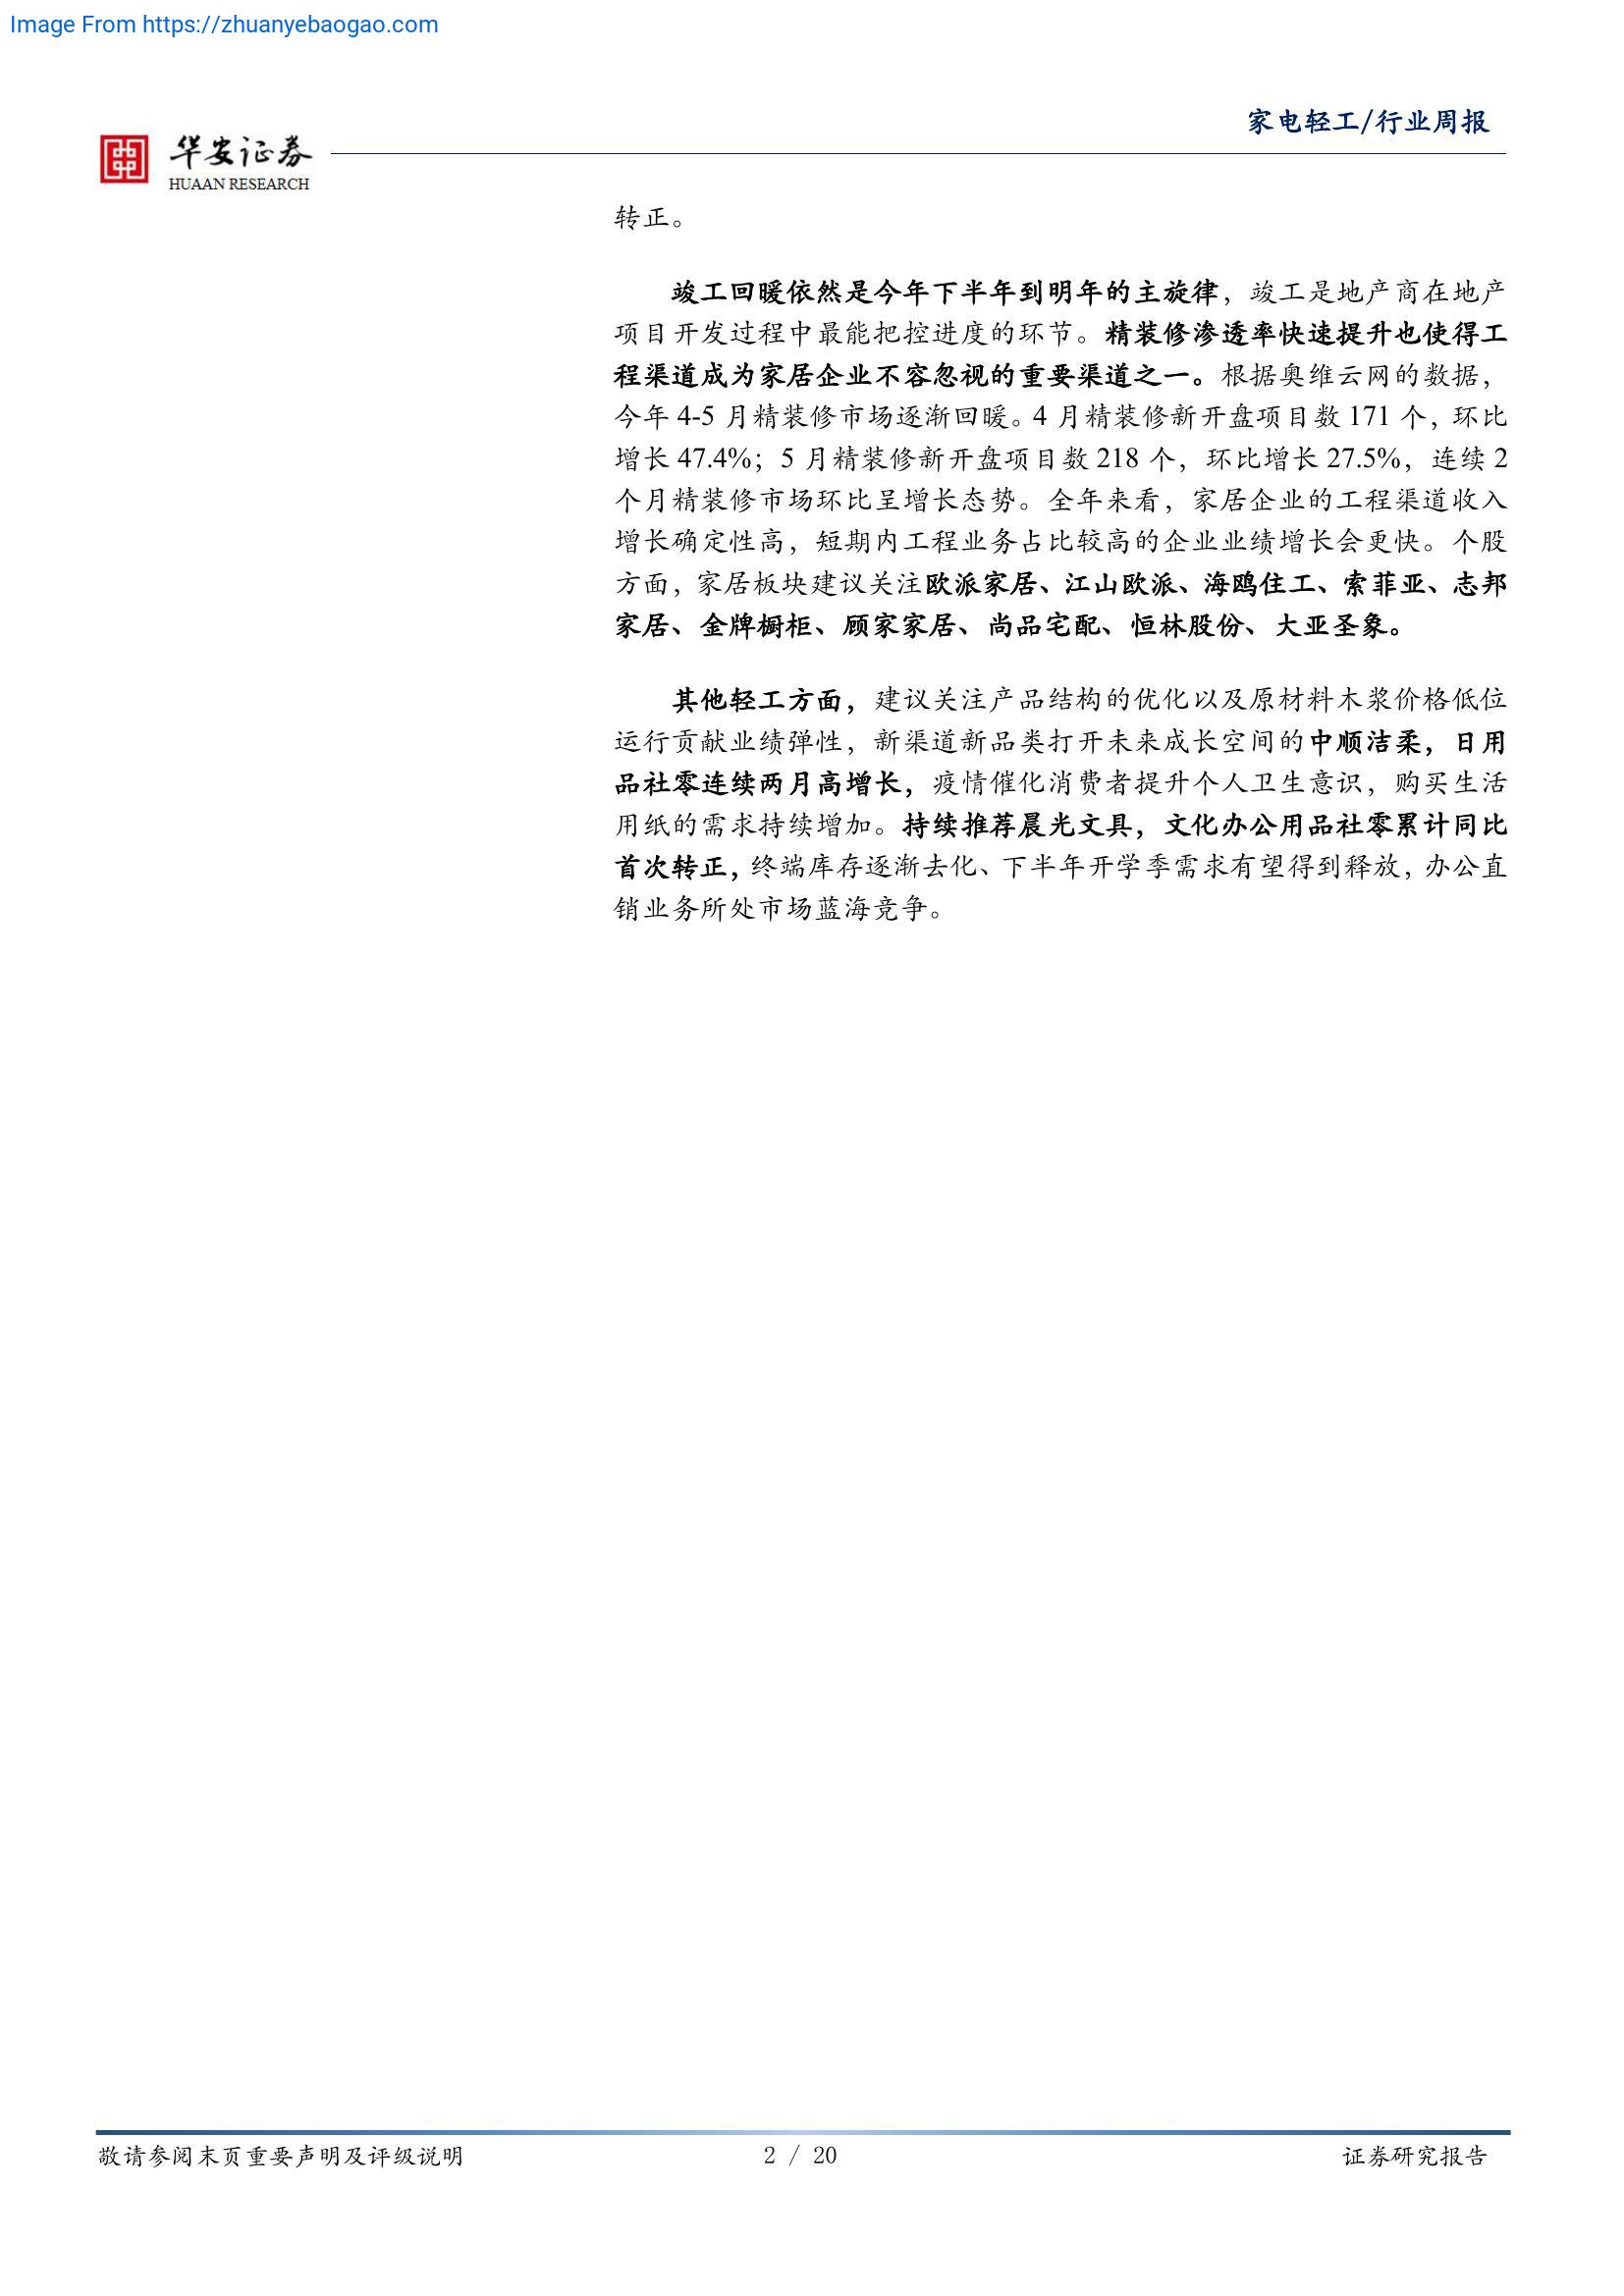 Image From https://zhuanyebaogao.com
家电轻工/行业周报
华安证券
HUAAN RESEARCH
转正。
竣工回暖依然是今年下半年到明年的主旋律，竣工是地产商在地产
项目开发过程中最能把控进度的环节。精装修渗透率快速提升也使得工
程渠道成为家居企业不容忽视的重要渠道之一。根据奥维云网的数据，
今年 4-5 月精装修市场逐渐回暖。4 月精装修新开盘项目数 171 个，环比
增长 47.4%；5 月精装修新开盘项目数 218 个，环比增长 27.5%，连续 2
个月精装修市场环比呈增长态势。全年来看，家居企业的工程渠道收入
增长确定性高，短期内工程业务占比较高的企业业绩增长会更快。个股
方面，家居板块建议关注欧派家居、江山欧派、海鸥住工、索菲亚、志邦
家居、金牌橱柜、顾家家居、尚品宅配、恒林股份、大亚圣象。
其他轻工方面，建议关注产品结构的优化以及原材料木浆价格低位
运行贡献业绩弹性，新渠道新品类打开未来成长空间的中顺洁柔，日用
品社零连续两月高增长，疫情催化消费者提升个人卫生意识，购买生活
用纸的需求持续增加。持续推荐晨光文具，文化办公用品社零累计同比
首次转正，终端库存逐渐去化、下半年开学季需求有望得到释放，办公直
销业务所处市场蓝海竞争。
敬请参阅末页重要声明及评级说明
2 / 20
证券研究报告